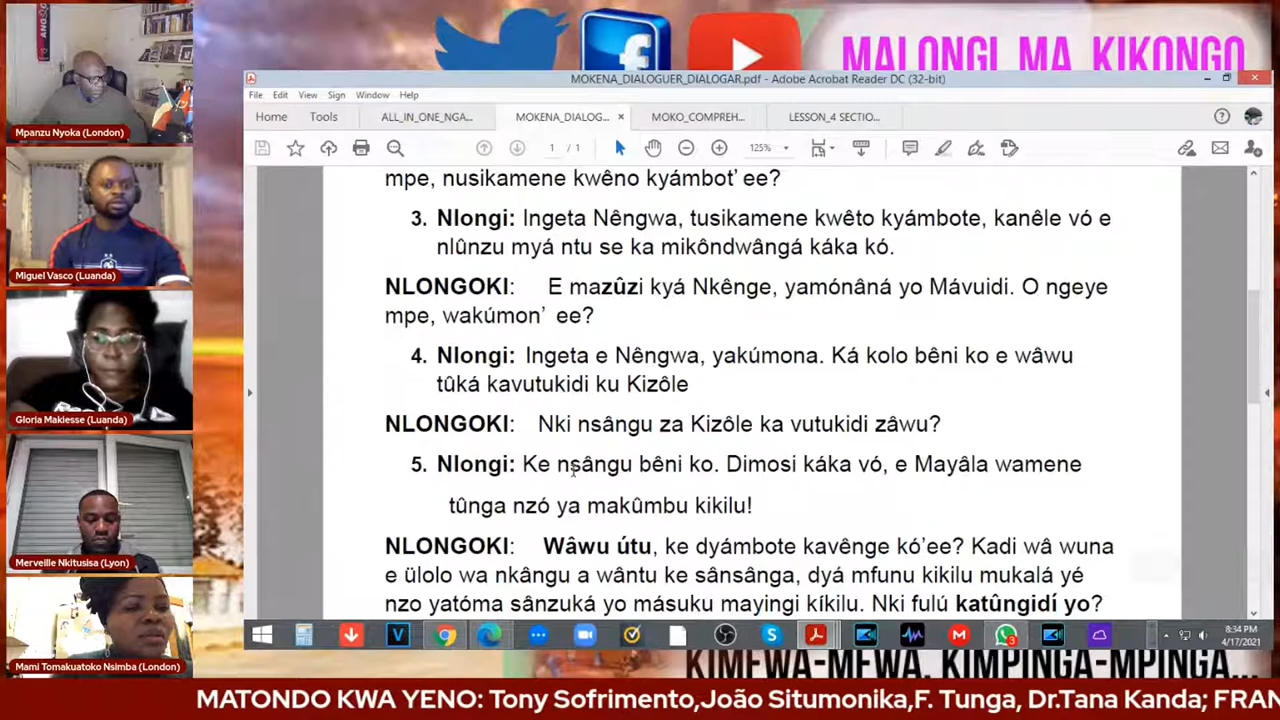 MALONGI MA KIKONGO
MOKENA_DIALOGUER_DIALOGAR.pdf - Adobe Acrobat Reader DC (32-bit)
File Edit View Sign Window Help
Home Tools ALL_IN_ONE_NGA... MOKENA_DIALOG... MOKO_COMPREH... LESSON_4 SECTIO...
1 / 1 125%
mpe, nusikamene kwêno kyámbot' ee?
3. Nlongi: Ingeta Nêngwa, tusikamene kwêto kyámbote, kanêle vó e
nlûnzu myá ntu se ka mikôndwângá káka kó.
NLONGOKI: E mazûzi kyá Nkênge, yamónâná yo Mávuidi. O ngeye
mpe, wakúmon' ee?
4. Nlongi: Ingeta e Nêngwa, yakúmona. Ká kolo bêni ko e wâwu
tûká kavutukidi ku Kizôle
NLONGOKI: Nki nsângu za Kizôle ka vutukidi zâwu?
5. Nlongi: Ke nsângu bêni ko. Dimosi káka vó, e Mayâla wamene
tûnga nzó ya makûmbu kikilu!
NLONGOKI: Wâwu útu, ke dyámbote kavênge kó'ee? Kadi wâ wuna
e ülolo wa nkângu a wântu ke sânsânga, dyá mfunu kikilu mukalá yé
nzo yatóma sânzuká yo másuku mayingi kíkilu. Nki fulú katûngidí yo?
8:34 PM
4/17/2021
Mpanzu Nyoka (London)
Miguel Vasco (Luanda)
Gloria Makiesse (Luanda)
Merveille Nkitusisa (Lyon)
Mami Tomakuatoko Nsimba (London)
KIMFWA-MFWA, KIMPINGA-MPINGA...
MATONDO KWA YENO: Tony Sofrimento,João Situmonika,F. Tunga, Dr.Tana Kanda; FRAN